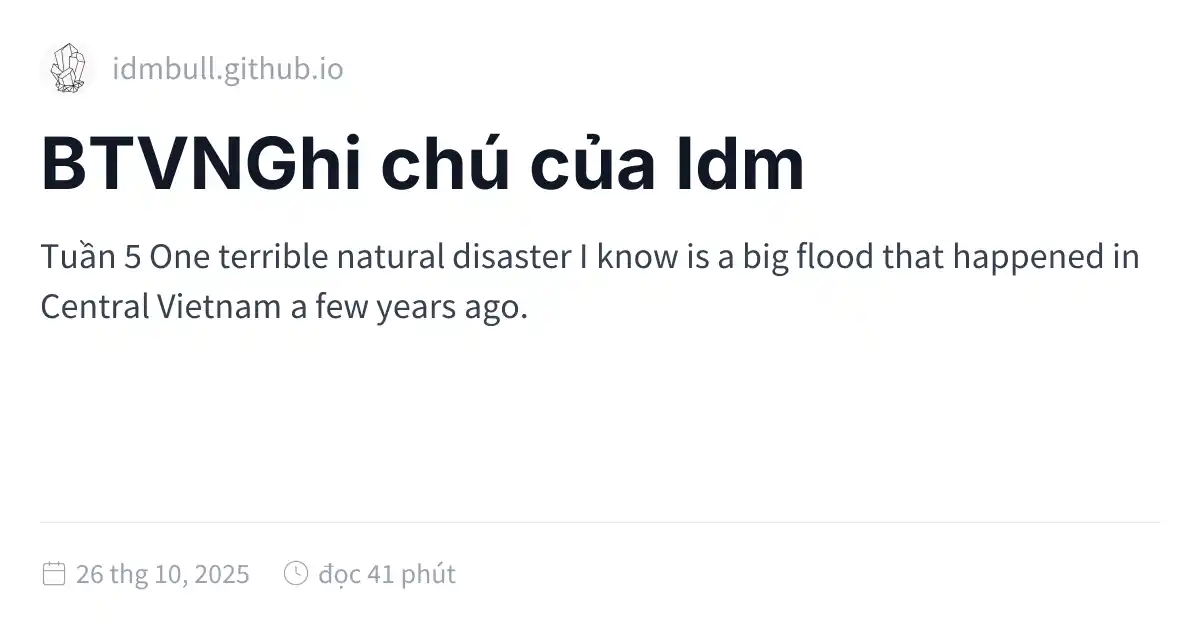 idmbull.github.io
BTVNGhi chú của Idm
Tuần 5 One terrible natural disaster I know is a big flood that happened in
Central Vietnam a few years ago.
26 thg 10, 2025 đọc 41 phút